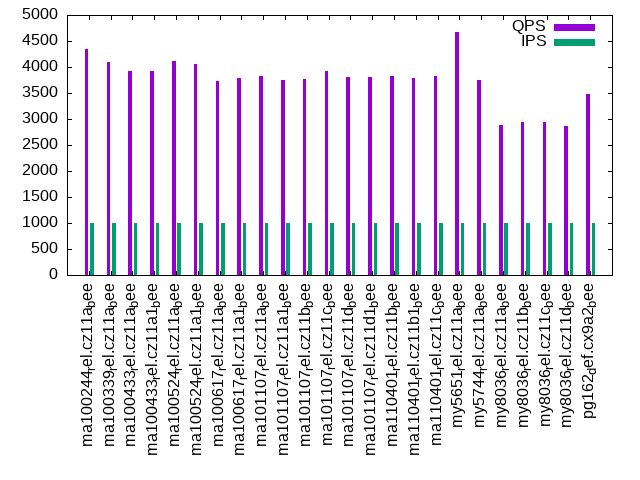 5000
4500
4000
3500
3000
2500
2000
1500
1000
500
0
QPS
IPS
ma100244rel.cz11abee
ma100339rel.cz11abee
ma100433rel.cz11abee
ma100433rel.cz11a1bee
ma100524rel.cz11abee
ma100524rel.cz11a1bee
ma100617rel.cz11abee
ma100617rel.cz11a1bee
ma101107rel.cz11abee
ma101107rel.cz11a1bee
ma101107rel.cz11bbee
ma101107rel.cz11cbee
ma101107rel.cz11dbee
ma101107rel.cz11d1bee
ma110401rel.cz11bbee
ma110401rel.cz11b1bee
ma110401rel.cz11cbee
my5651rel.cz11abee
my5744rel.cz11abee
my8036rel.cz11abee
my8036rel.cz11bbee
my8036rel.cz11cbee
my8036rel.cz11dbee
pg162def.cx9a2bee